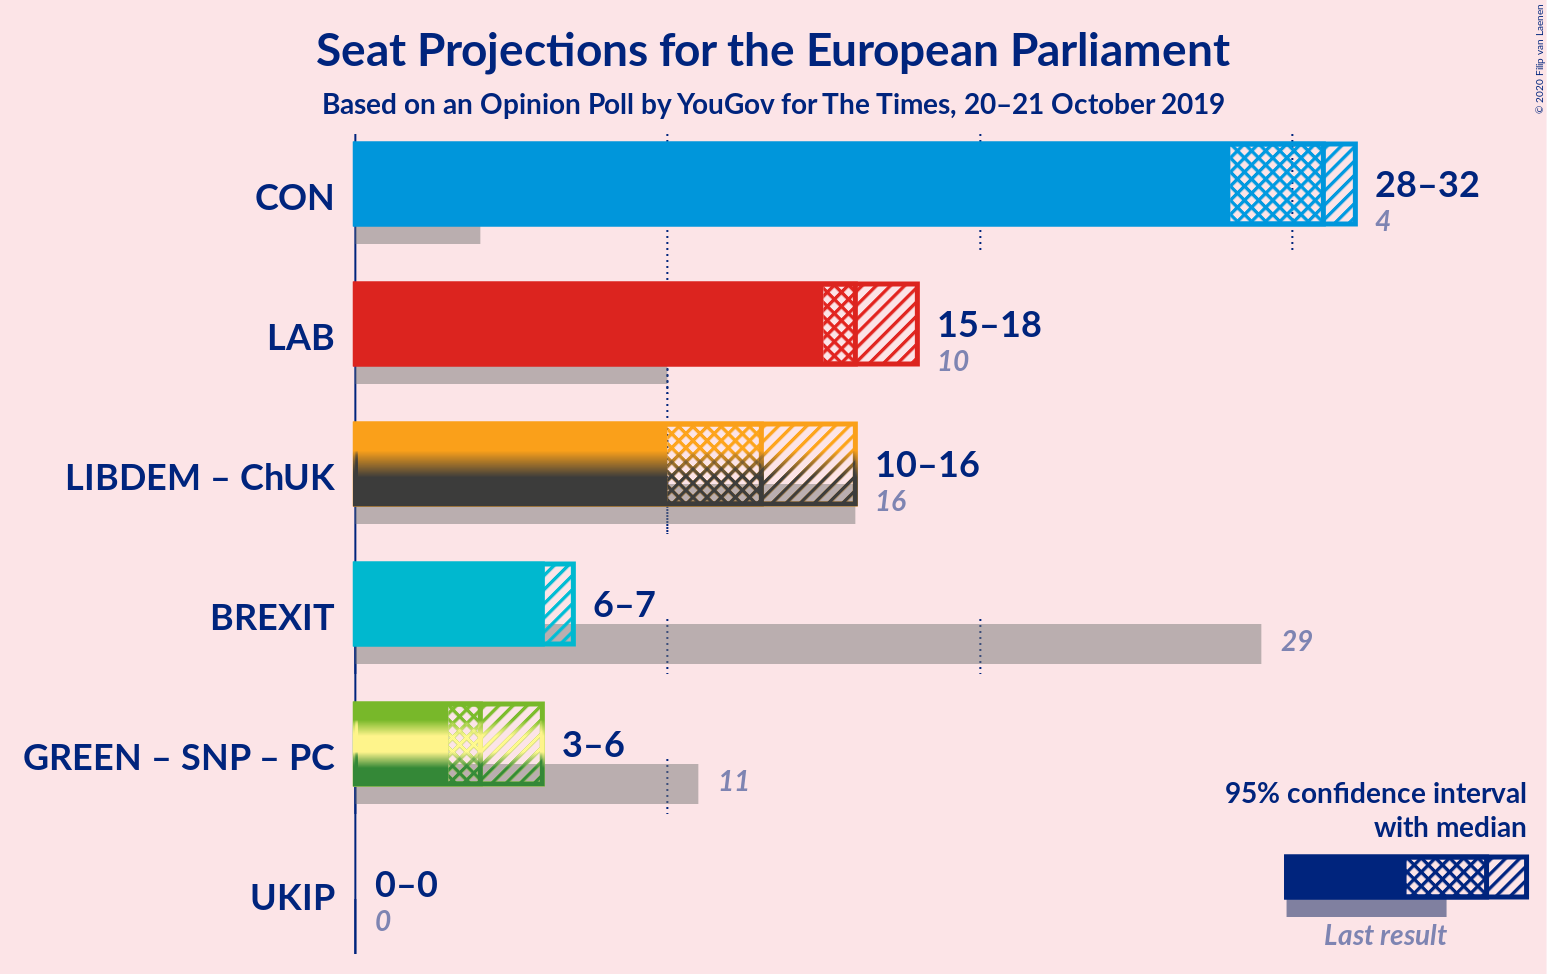 Seat Projections for the European Parliament
Based on an Opinion Poll by YouGov for The Times, 20–21 October 2019
© 2020 Filip van Laenen
CON
28–32
4
LAB
15–18
10
LIBDEM – ChUK
10–16
16
BREXIT
6–7
29
GREEN – SNP – PC
3–6
11
UKIP
0–0
0
95% confidence interval
with median
Last result